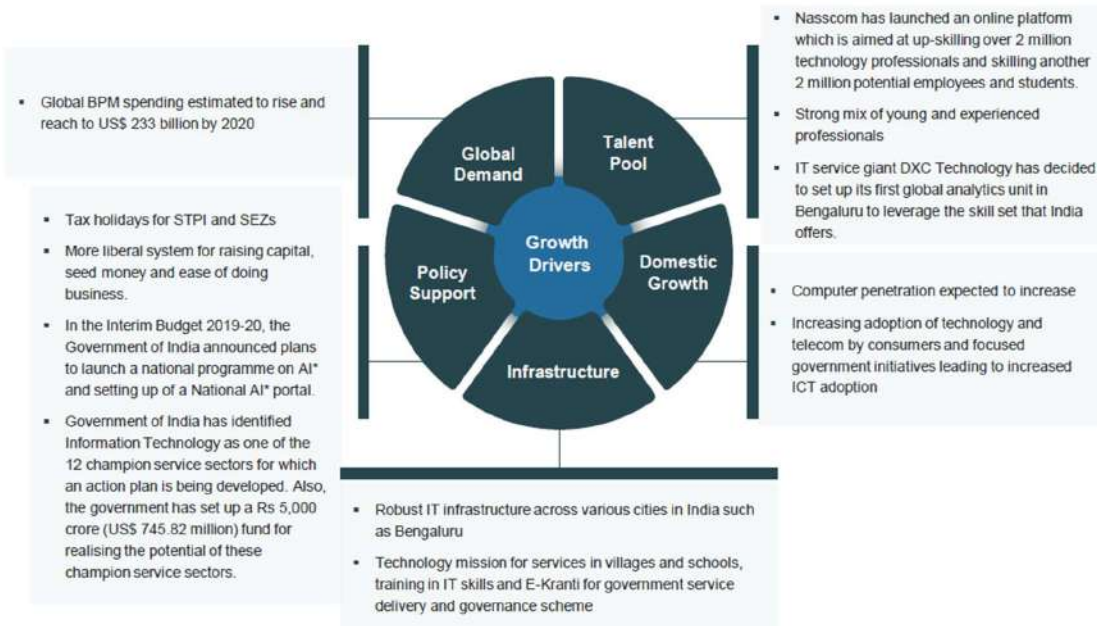 ▪ Global BPM spending estimated to rise and
reach to US$ 233 billion by 2020
▪ Tax holidays for STPI and SEZs
▪ More liberal system for raising capital,
seed money and ease of doing
business.
▪ In the Interim Budget 2019-20, the
Government of India announced plans
to launch a national programme on AI*
and setting up of a National AI* portal.
▪ Government of India has identified
Information Technology as one of the
12 champion service sectors for which
an action plan is being developed. Also,
the government has set up a Rs 5,000
crore (US$ 745.82 million) fund for
realising the potential of these
champion service sectors.
Global
Demand
Talent
Pool
Policy
Support
Growth
Drivers
Domestic
Growth
Infrastructure
▪ Nasscom has launched an online platform
which is aimed at up-skilling over 2 million
technology professionals and skilling another
2 million potential employees and students.
▪ Strong mix of young and experienced
professionals
▪ IT service giant DXC Technology has decided
to set up its first global analytics unit in
Bengaluru to leverage the skill set that India
offers.
▪ Computer penetration expected to increase
▪ Increasing adoption of technology and
telecom by consumers and focused
government initiatives leading to increased
ICT adoption
▪ Robust IT infrastructure across various cities in India such
as Bengaluru
▪ Technology mission for services in villages and schools,
training in IT skills and E-Kranti for government service
delivery and governance scheme